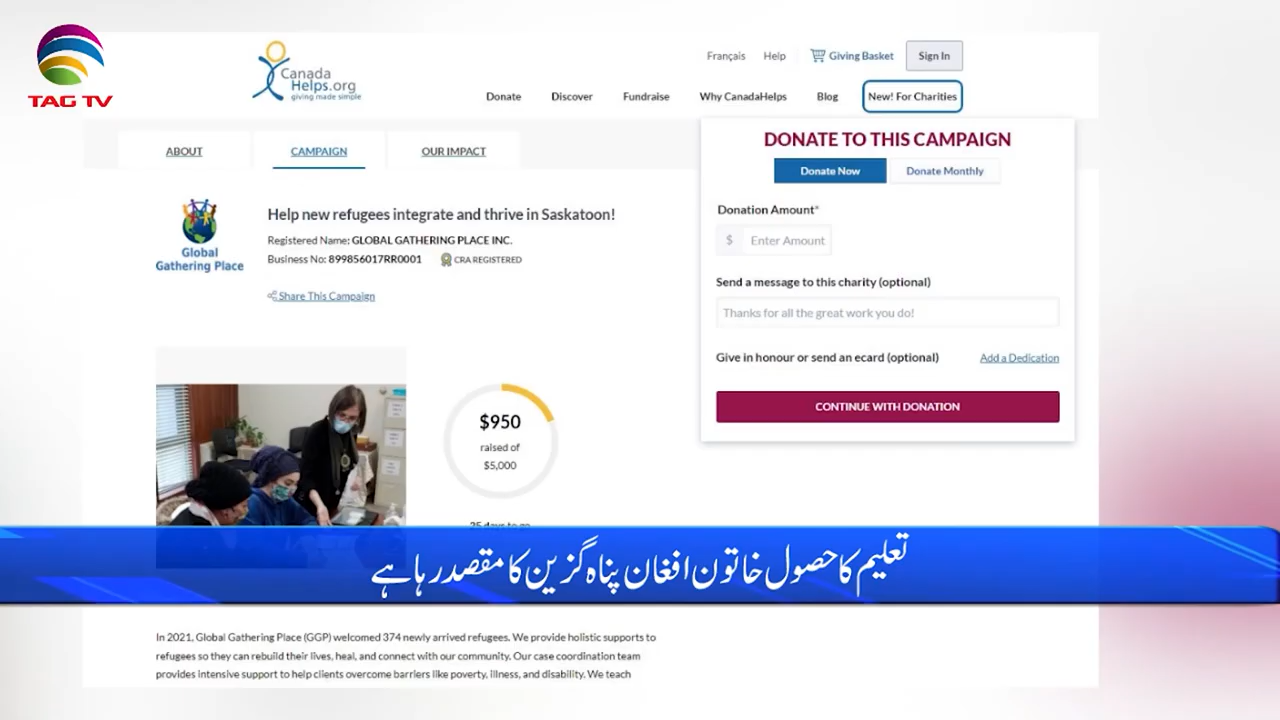 TAG TV
Canada
Helps.org
giving made simple
Français Help Giving Basket Sign In
Donate Discover Fundraise Why CanadaHelps Blog New! For Charities
ABOUT CAMPAIGN OUR IMPACT
Global
Gathering Place
Help new refugees integrate and thrive in Saskatoon!
Registered Name: GLOBAL GATHERING PLACE INC.
Business No: 899856017RR0001 CRA REGISTERED
Share This Campaign
$950
raised of
$5,000
25 days to go
DONATE TO THIS CAMPAIGN
Donate Now Donate Monthly
Donation Amount*
$ Enter Amount
Send a message to this charity (optional)
Thanks for all the great work you do!
Give in honour or send an ecard (optional) Add a Dedication
CONTINUE WITH DONATION
تعلیم کا حصول خاتون افغان پناہ گزین کا مقصد رہا ہے
In 2021, Global Gathering Place (GGP) welcomed 374 newly arrived refugees. We provide holistic supports to
refugees so they can rebuild their lives, heal, and connect with our community. Our case coordination team
provides intensive support to help clients overcome barriers like poverty, illness, and disability. We teach